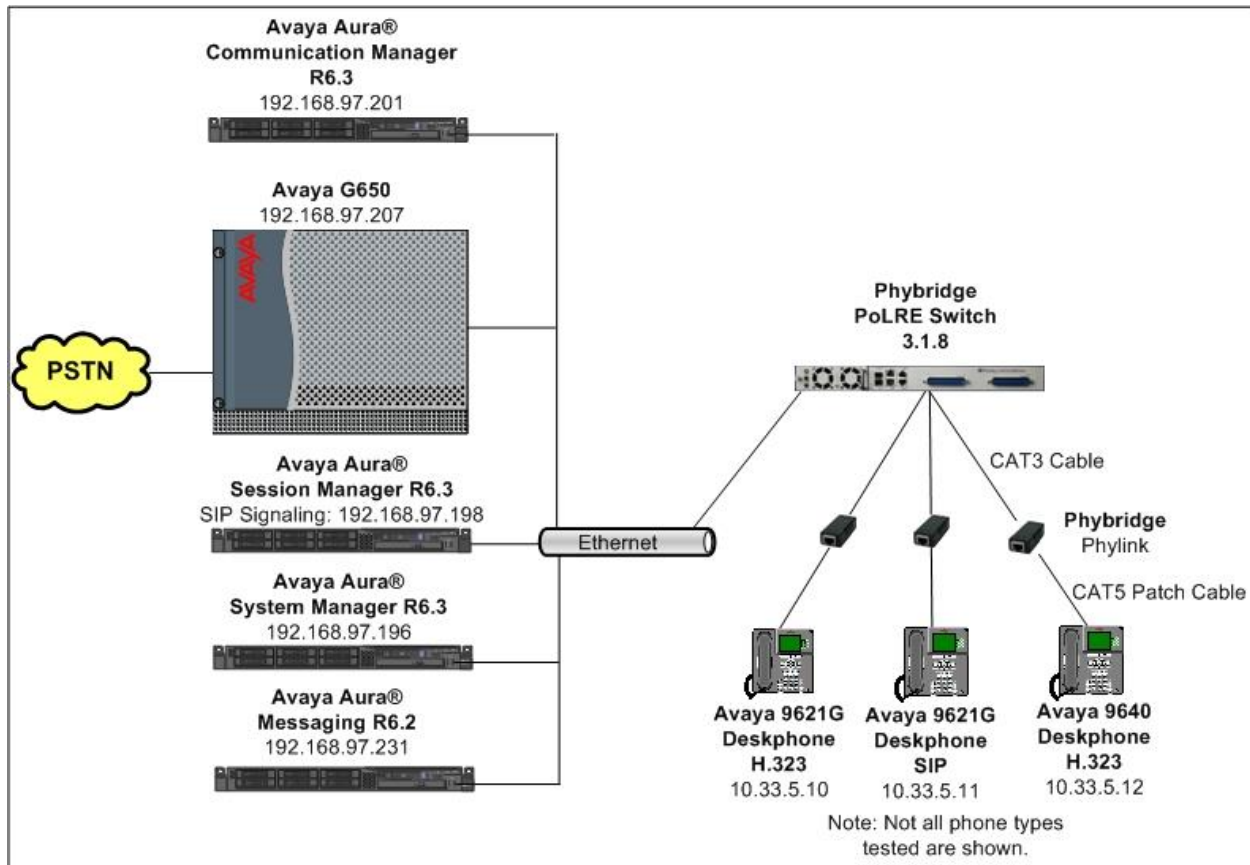 Avaya Aura®
Communication Manager
R6.3
192.168.97.201
Avaya G650
192.168.97.207
AVAYA
PSTN
Avaya Aura®
Session Manager R6.3
SIP Signaling: 192.168.97.198
Avaya Aura®
System Manager R6.3
192.168.97.196
Avaya Aura®
Messaging R6.2
192.168.97.231
Ethernet
Phybridge
PoLRE Switch
3.1.8
CAT3 Cable
Phybridge
Phylink
CAT5 Patch Cable
Avaya 9621G
Deskphone
H.323
10.33.5.10
Avaya 9621G
Deskphone
SIP
10.33.5.11
Avaya 9640
Deskphone
H.323
10.33.5.12
Note: Not all phone types
tested are shown.